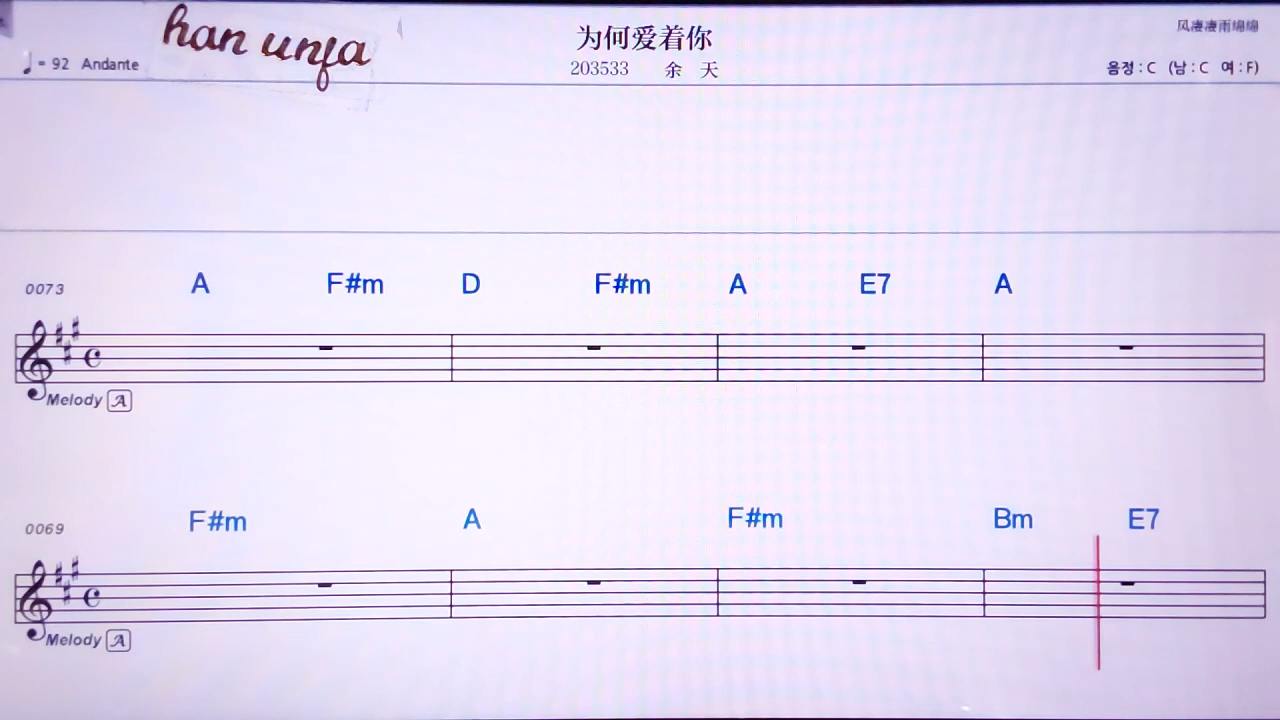 han unfa
为何爱着你
风凄凄雨绵绵
♩= 92 Andante
203533 余 天
음정 : C (남 : C 여 : F)
0073
A F#m D F#m A E7 A
Melody A
0069
F#m A F#m Bm E7
Melody A